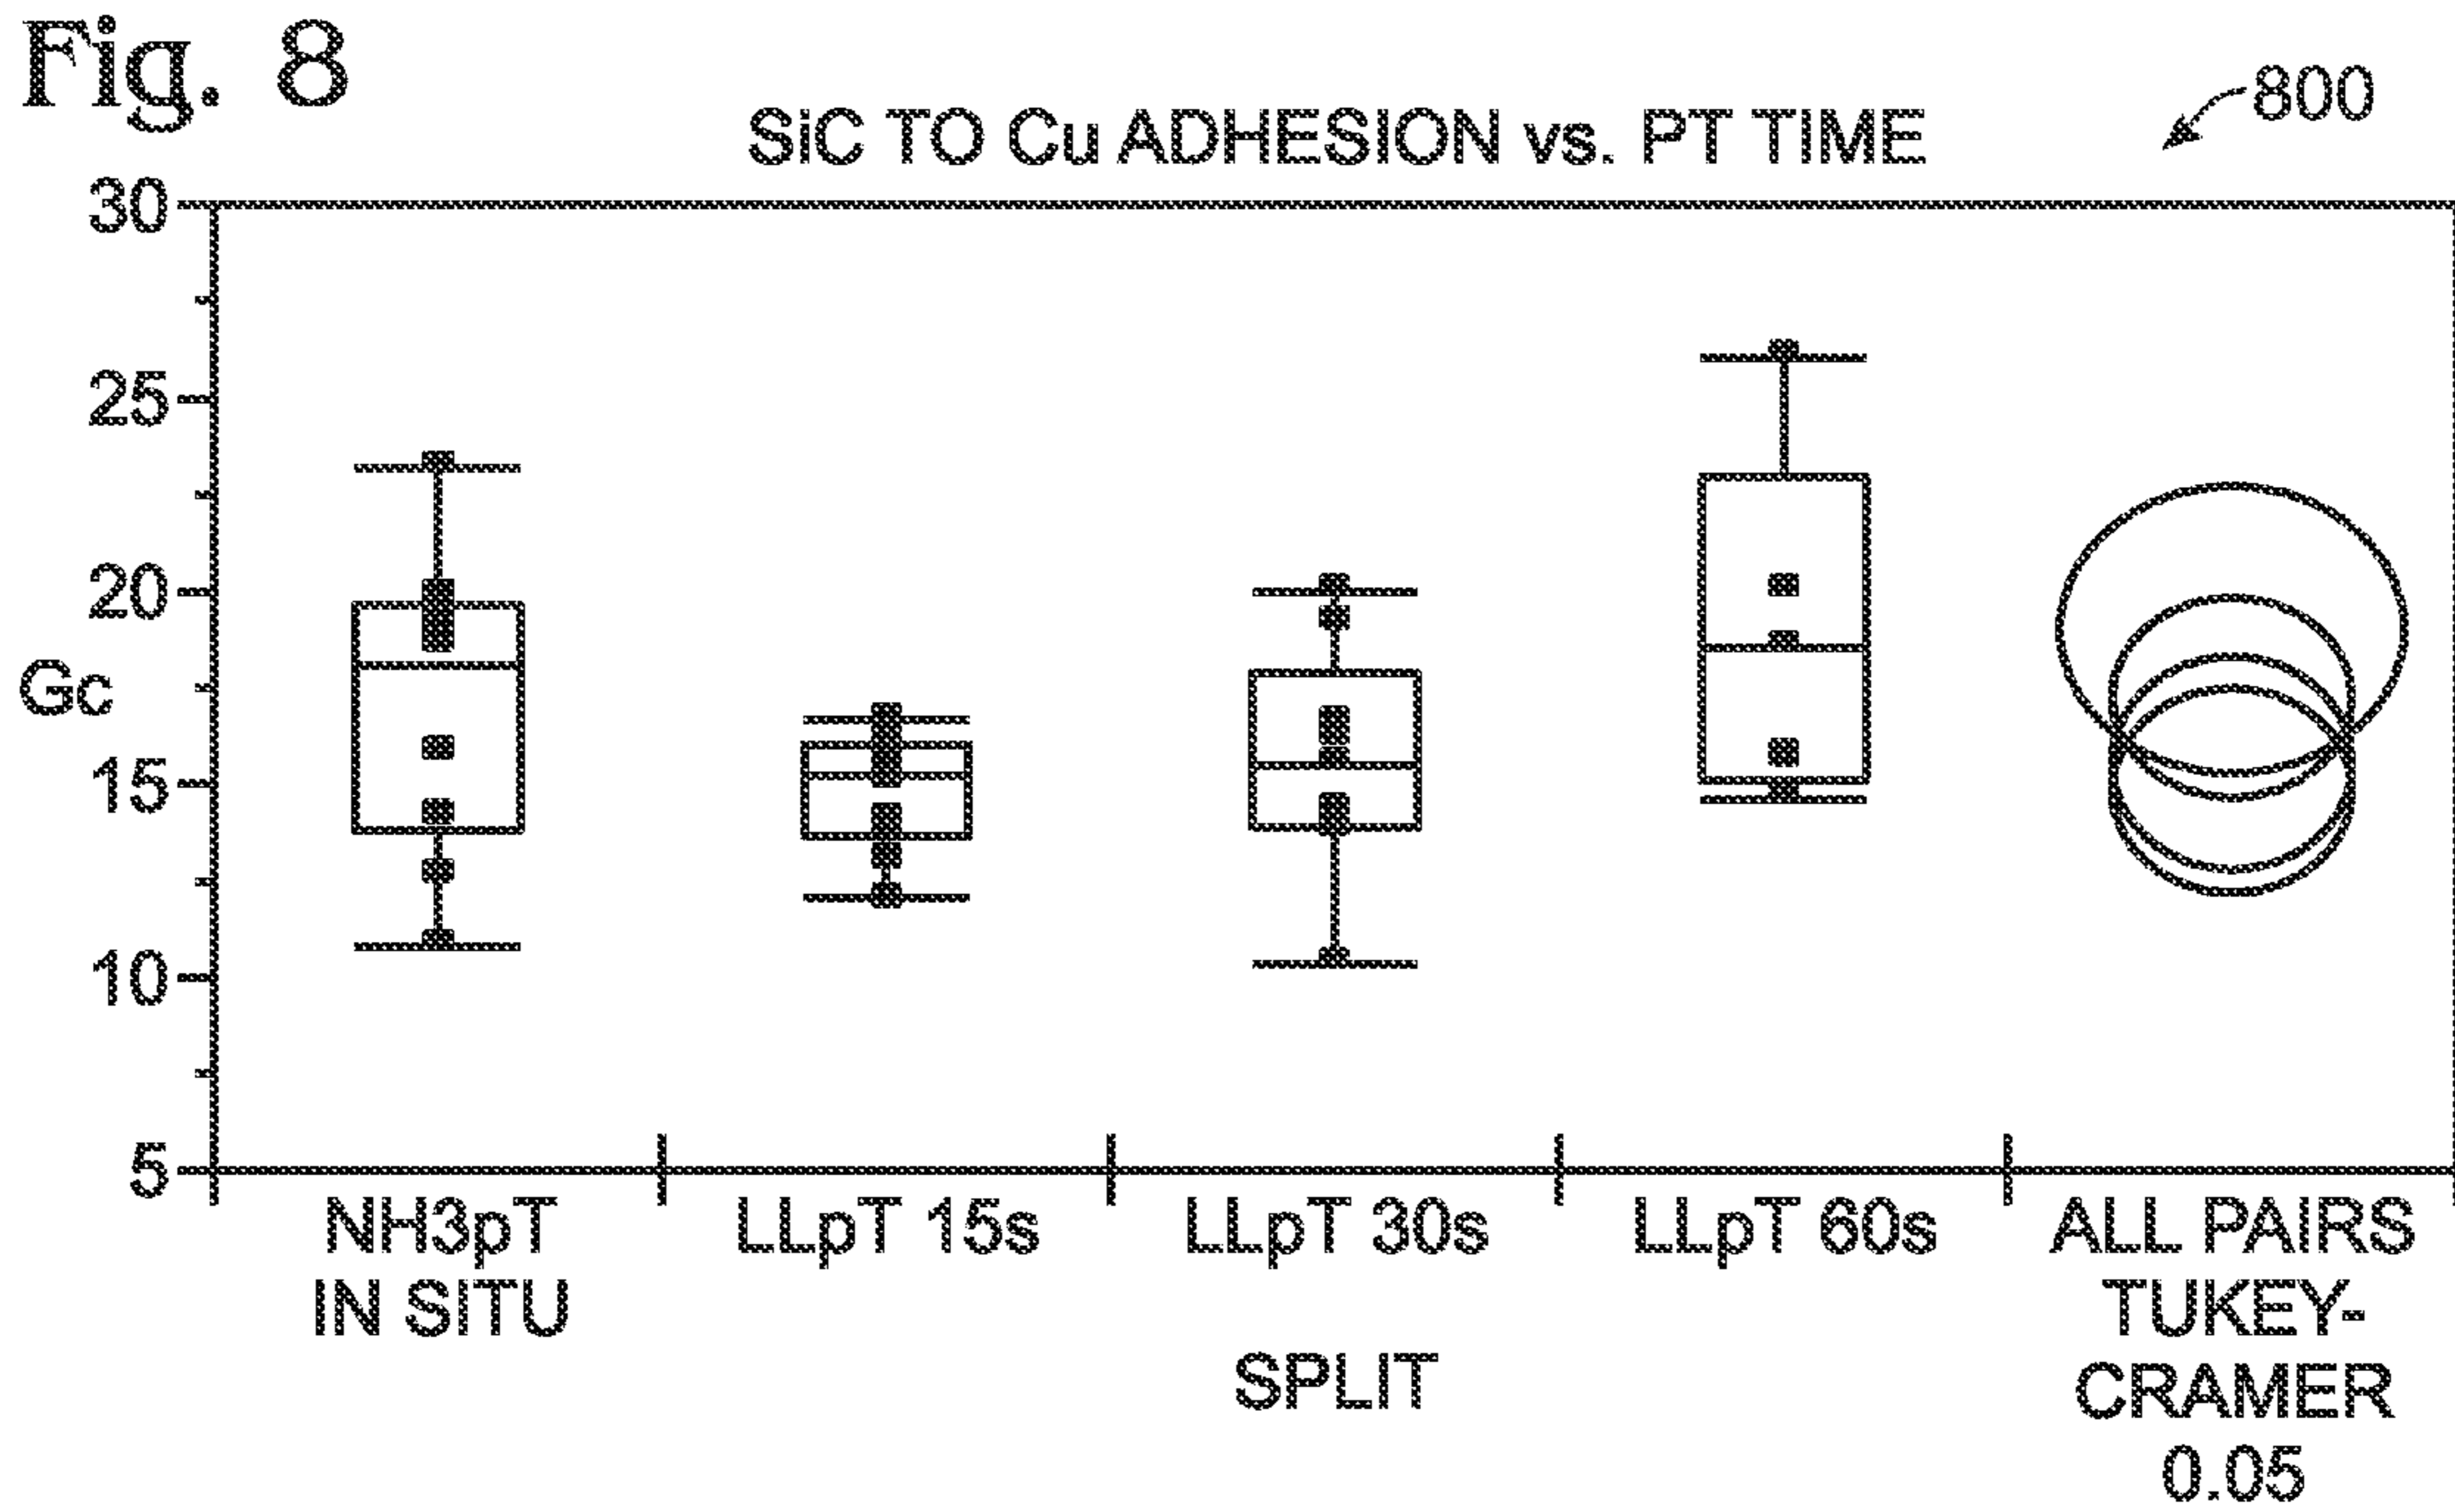 Fig. 8
800
SiC TO Cu ADHESION vs. PT TIME
30
25
20
Gc
15
10
5
NH3pT
IN SITU
LLpT 15s
LLpT 30s
LLpT 60s
ALL PAIRS
TUKEY-
CRAMER
0.05
SPLIT